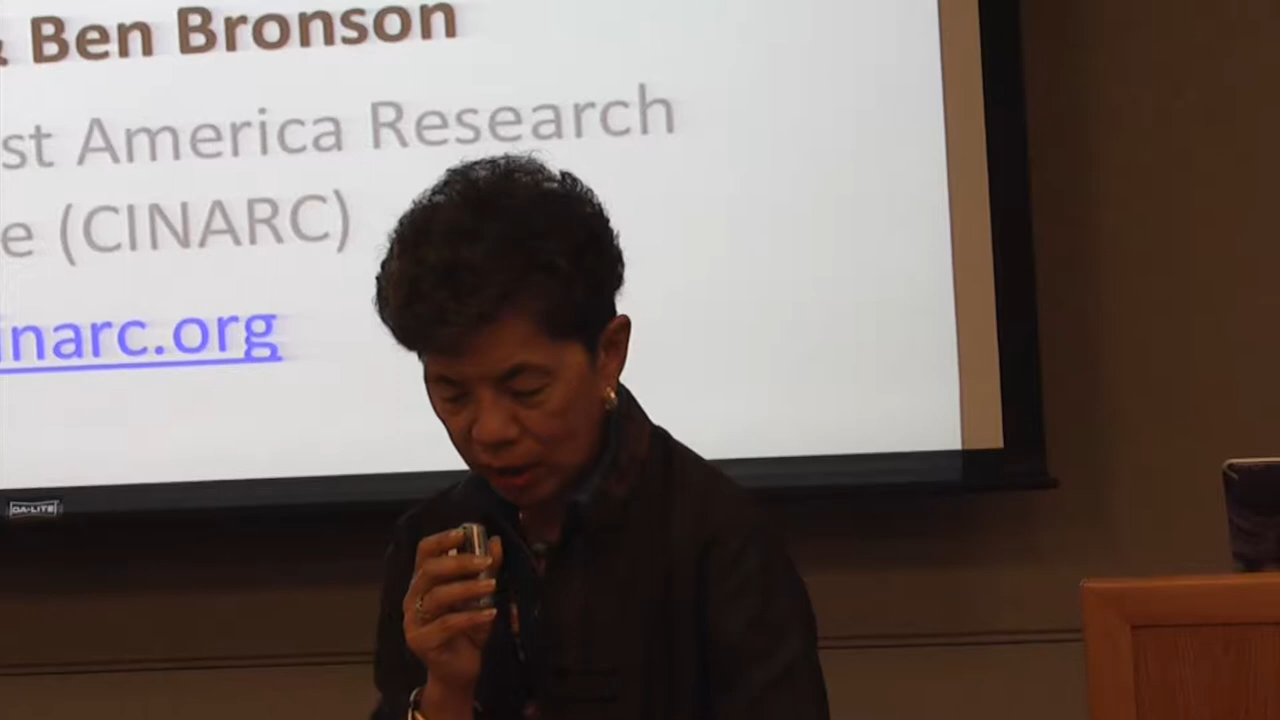 & Ben Bronson
st America Research
e (CINARC)
inarc.org
DA-LITE